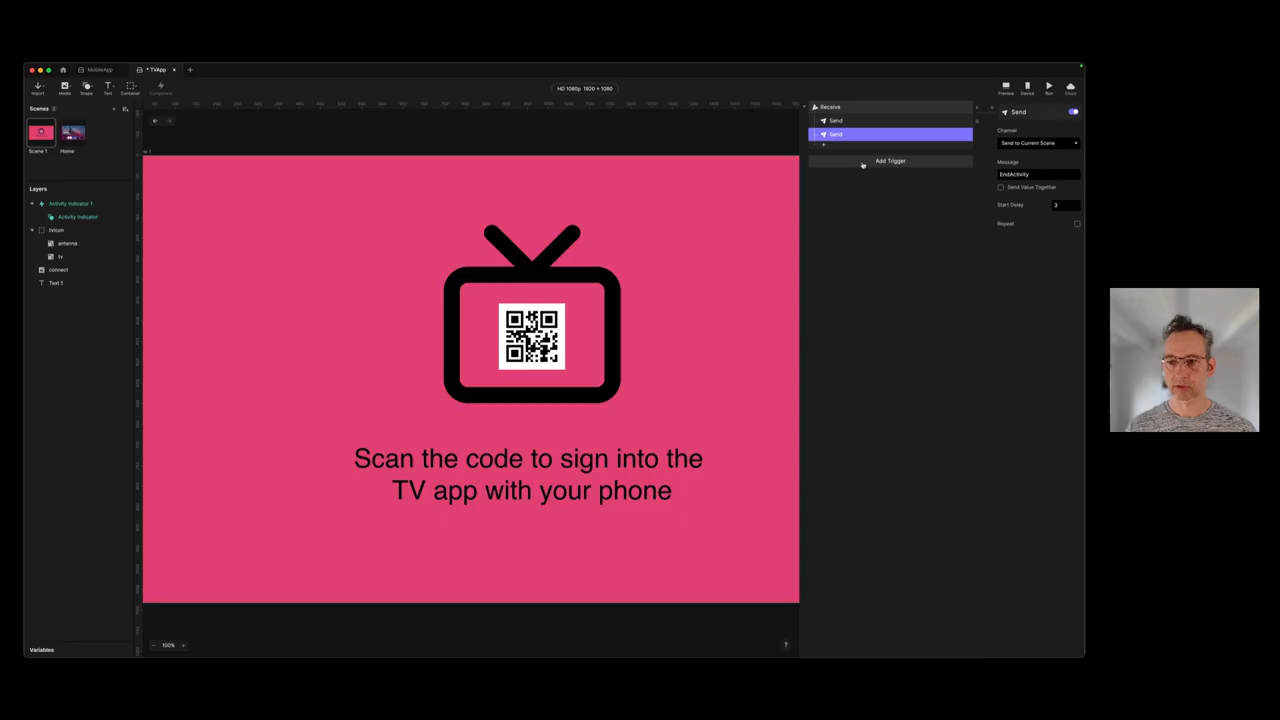 MobileApp
* TVApp
Import
Media
Shape
Text
Container
Component
HD 1080p 1920 × 1080
Preview
Device
Run
Cloud
Scenes 2
Scene 1
Home
Layers
Activity Indicator 1
Activity Indicator
tvicon
antenna
tv
connect
Text 1
Scan the code to sign into the
TV app with your phone
Receive
Send
Send
Add Trigger
Send
Channel
Send to Current Scene
Message
EndActivity
Send Value Together
Start Delay
3
Repeat
Variables
100%
?